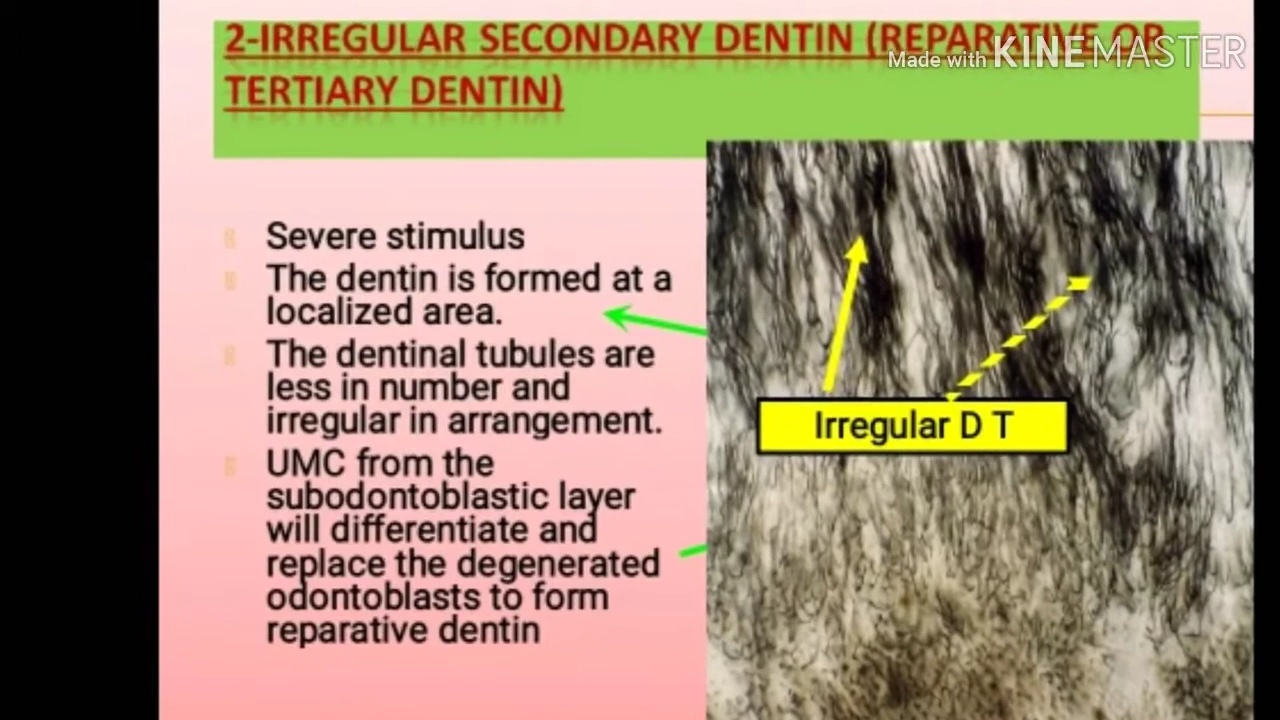 2-IRREGULAR SECONDARY DENTIN (REPARATIVE OR
TERTIARY DENTIN)
Made with KINEMASTER
Severe stimulus
The dentin is formed at a
localized area.
The dentinal tubules are
less in number and
irregular in arrangement.
UMC from the
subodontoblastic layer
will differentiate and
replace the degenerated
odontoblasts to form
reparative dentin
Irregular D T